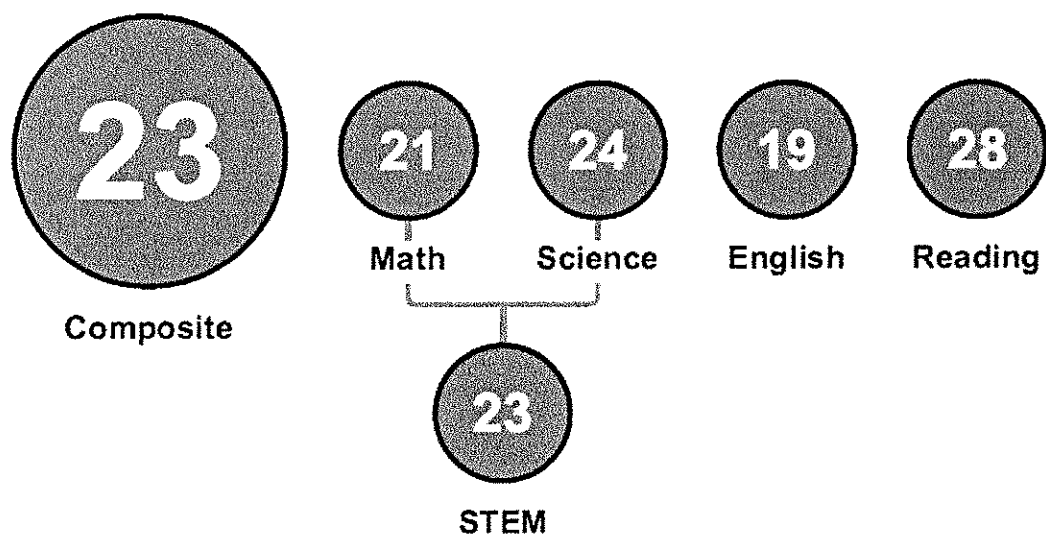 23
21
24
19
28
Math
Science
English
Reading
Composite
23
STEM